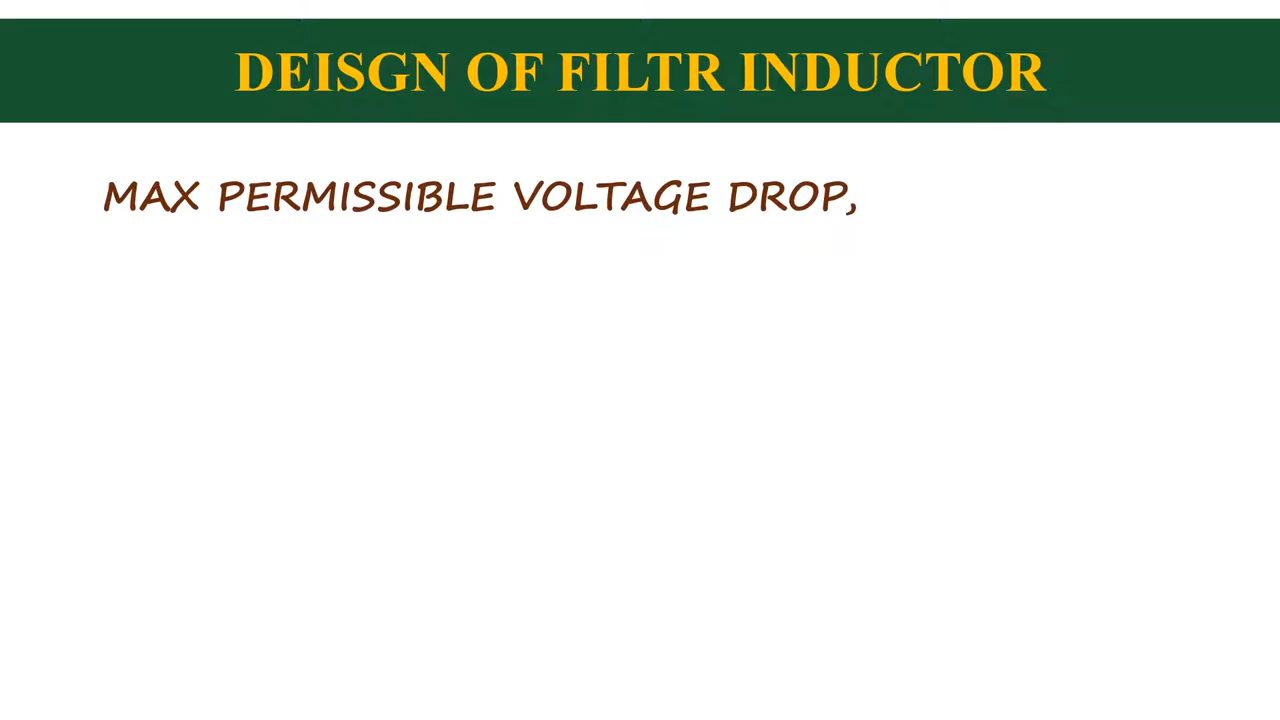 DEISGN OF FILTR INDUCTOR
MAX PERMISSIBLE VOLTAGE DROP,